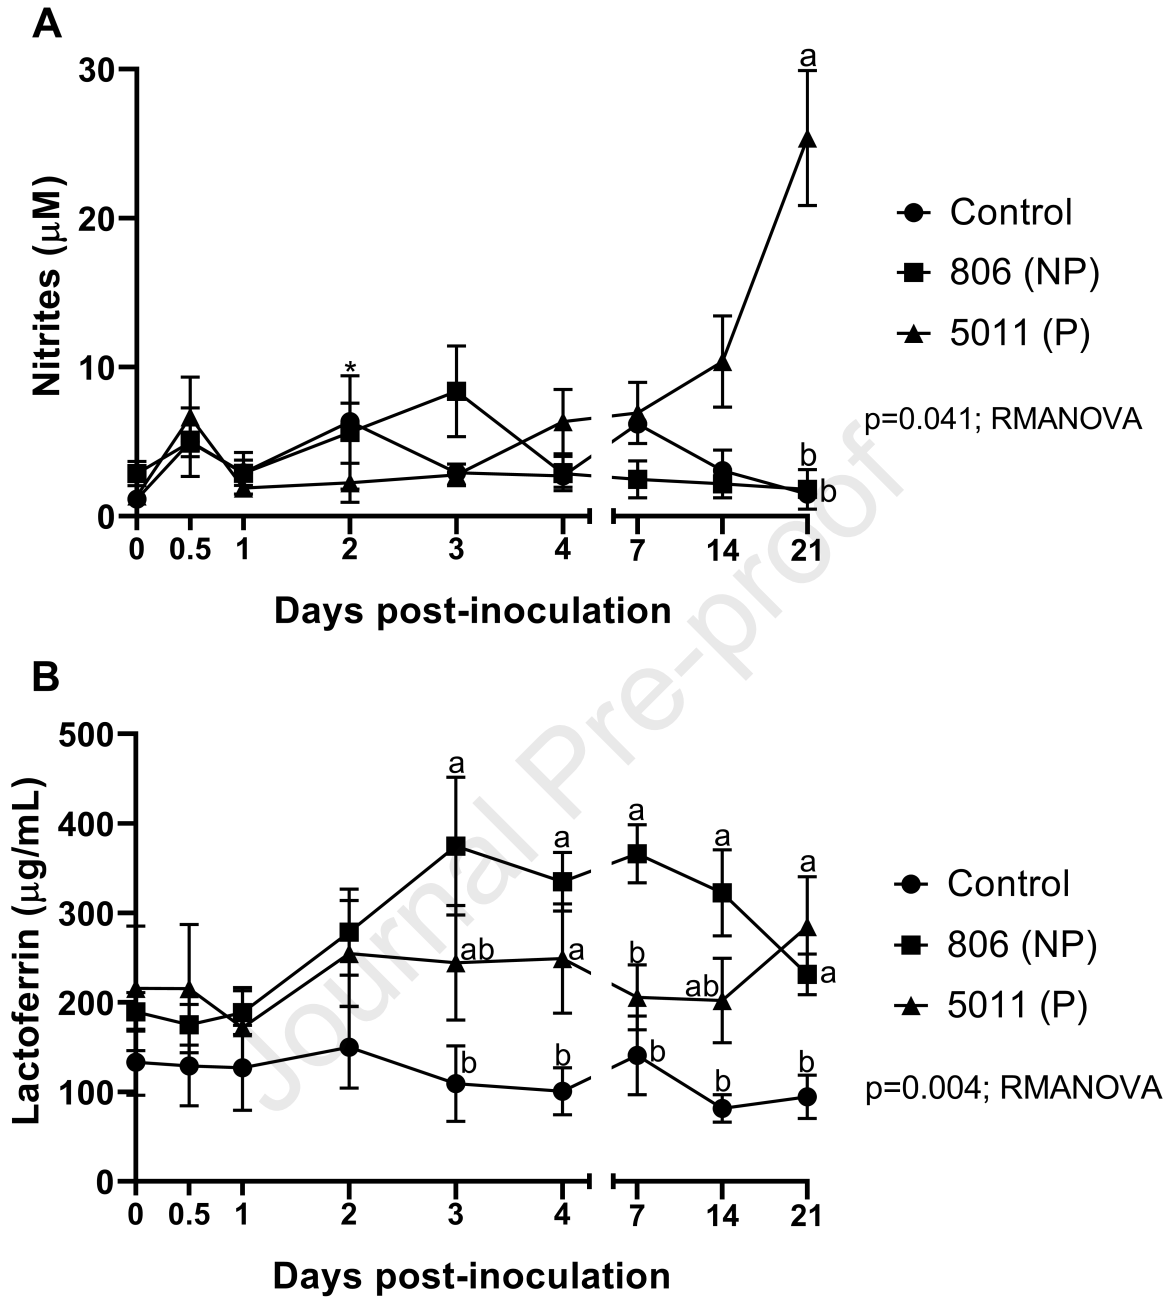 A
a
30
20
10
0
Nitrites (µM)
*
b
b
0 0.5 1 2 3 4 7 14 21
Days post-inoculation
Control
806 (NP)
5011 (P)
p=0.041; RMANOVA
Journal Pre-proof
B
500
400
300
200
100
0
Lactoferrin (µg/mL)
a
a
a
a
a
ab
a
b
ab
a
b
b
b
b
b
0 0.5 1 2 3 4 7 14 21
Days post-inoculation
Control
806 (NP)
5011 (P)
p=0.004; RMANOVA